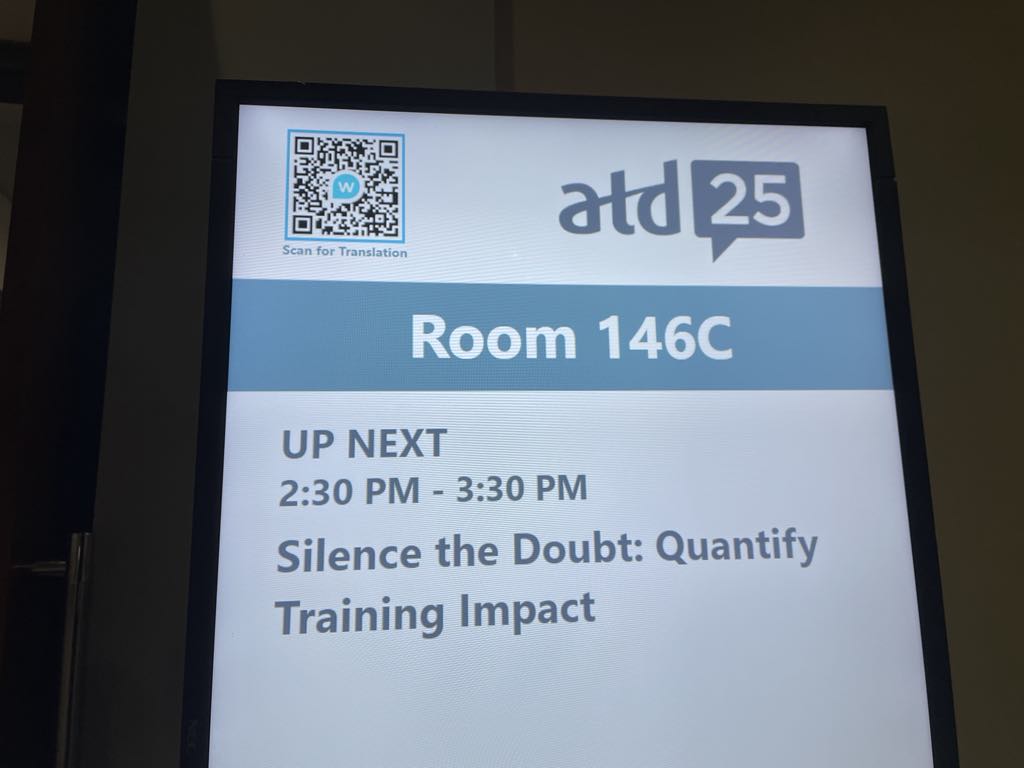 W
Scan for Translation
atd 25
Room 146C
UP NEXT
2:30 PM - 3:30 PM
Silence the Doubt: Quantify
Training Impact